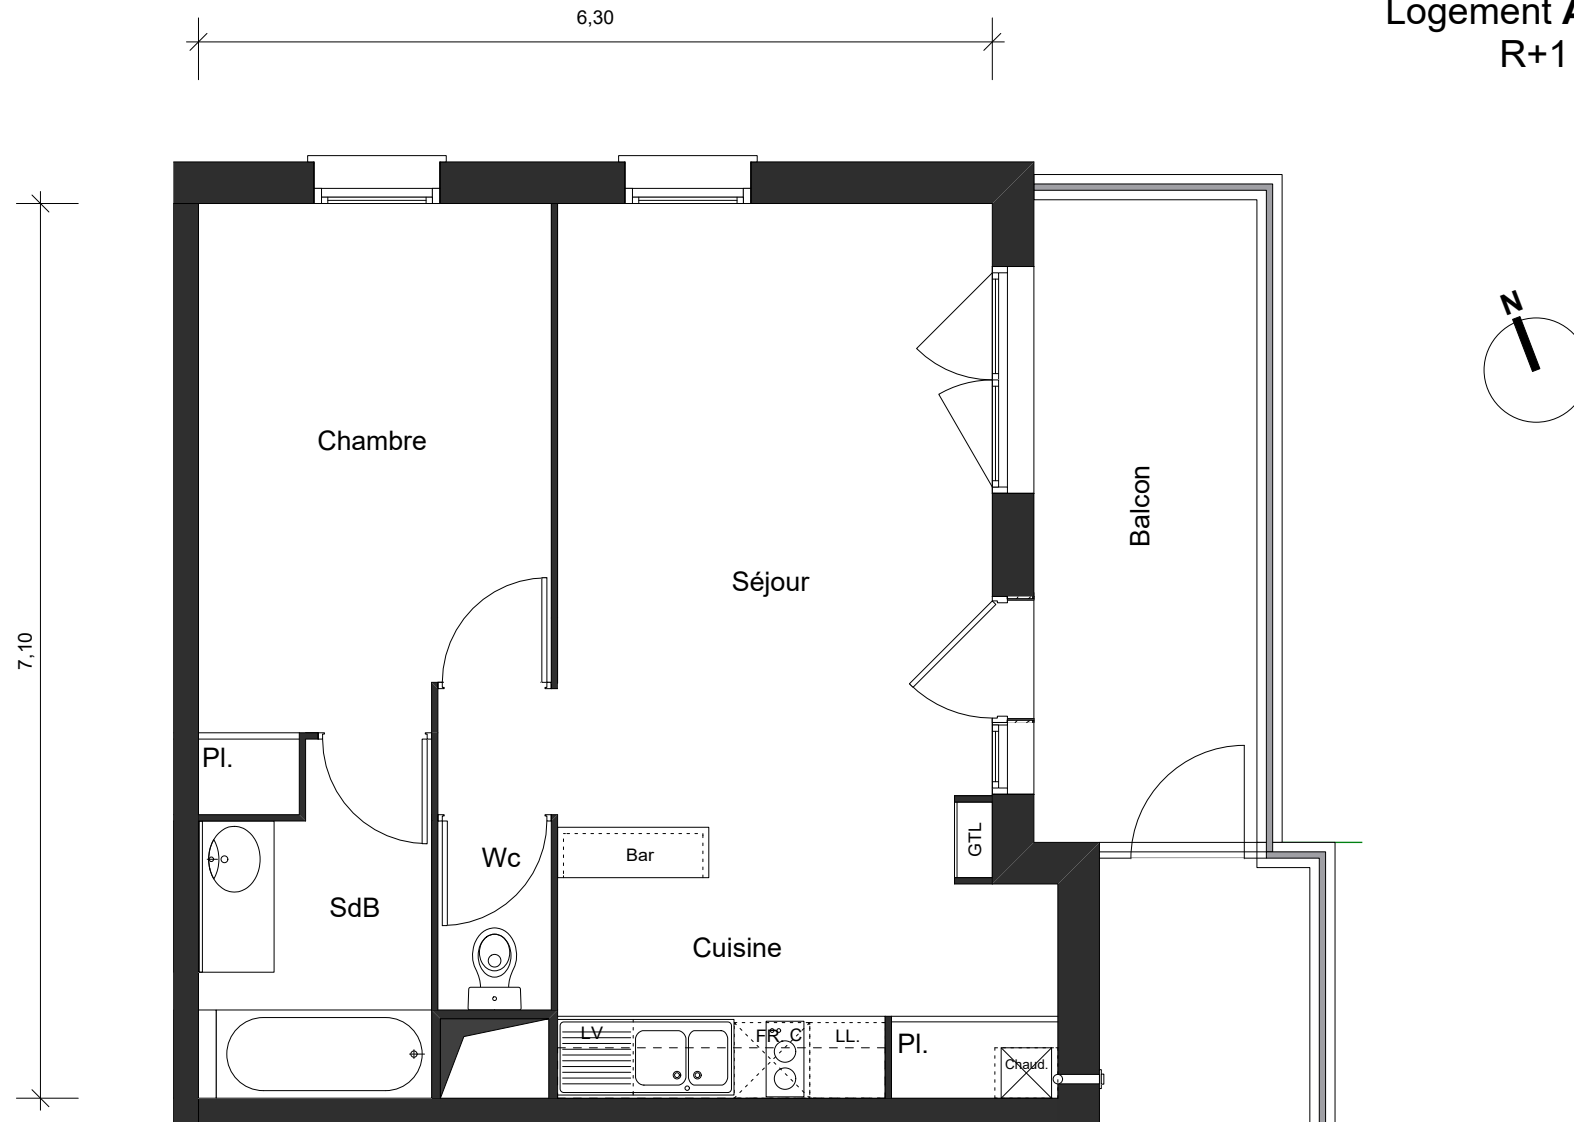 6,30
Logement A
R+1
N
7,10
Chambre
Séjour
Balcon
Pl.
Wc
Bar
GTL
SdB
Cuisine
LV
FR. C
LL.
Pl.
Chaud.